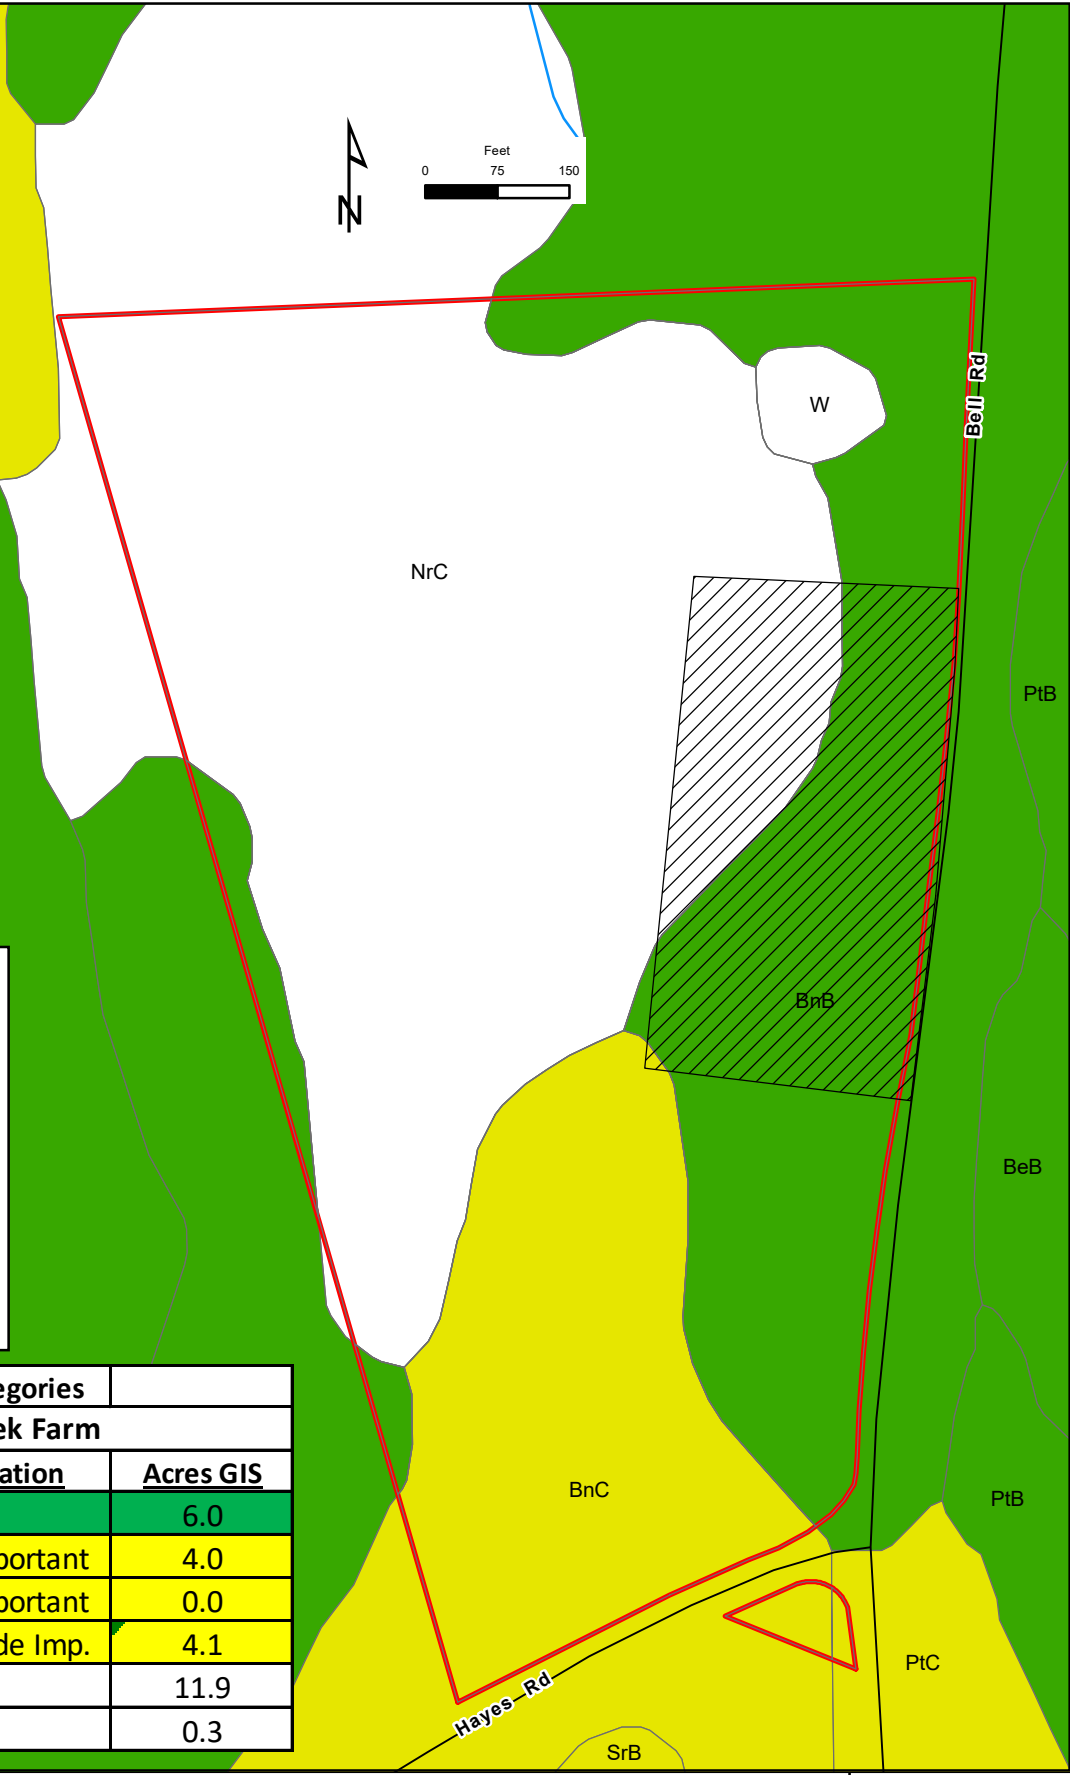 Feet
0 75 150
N
W
Bell Rd
NrC
PtB
BnB
BeB
egories
ek Farm
ation Acres GIS
6.0
portant 4.0
portant 0.0
de Imp. 4.1
11.9
0.3
BnC
PtB
PtC
Hayes Rd
SrB